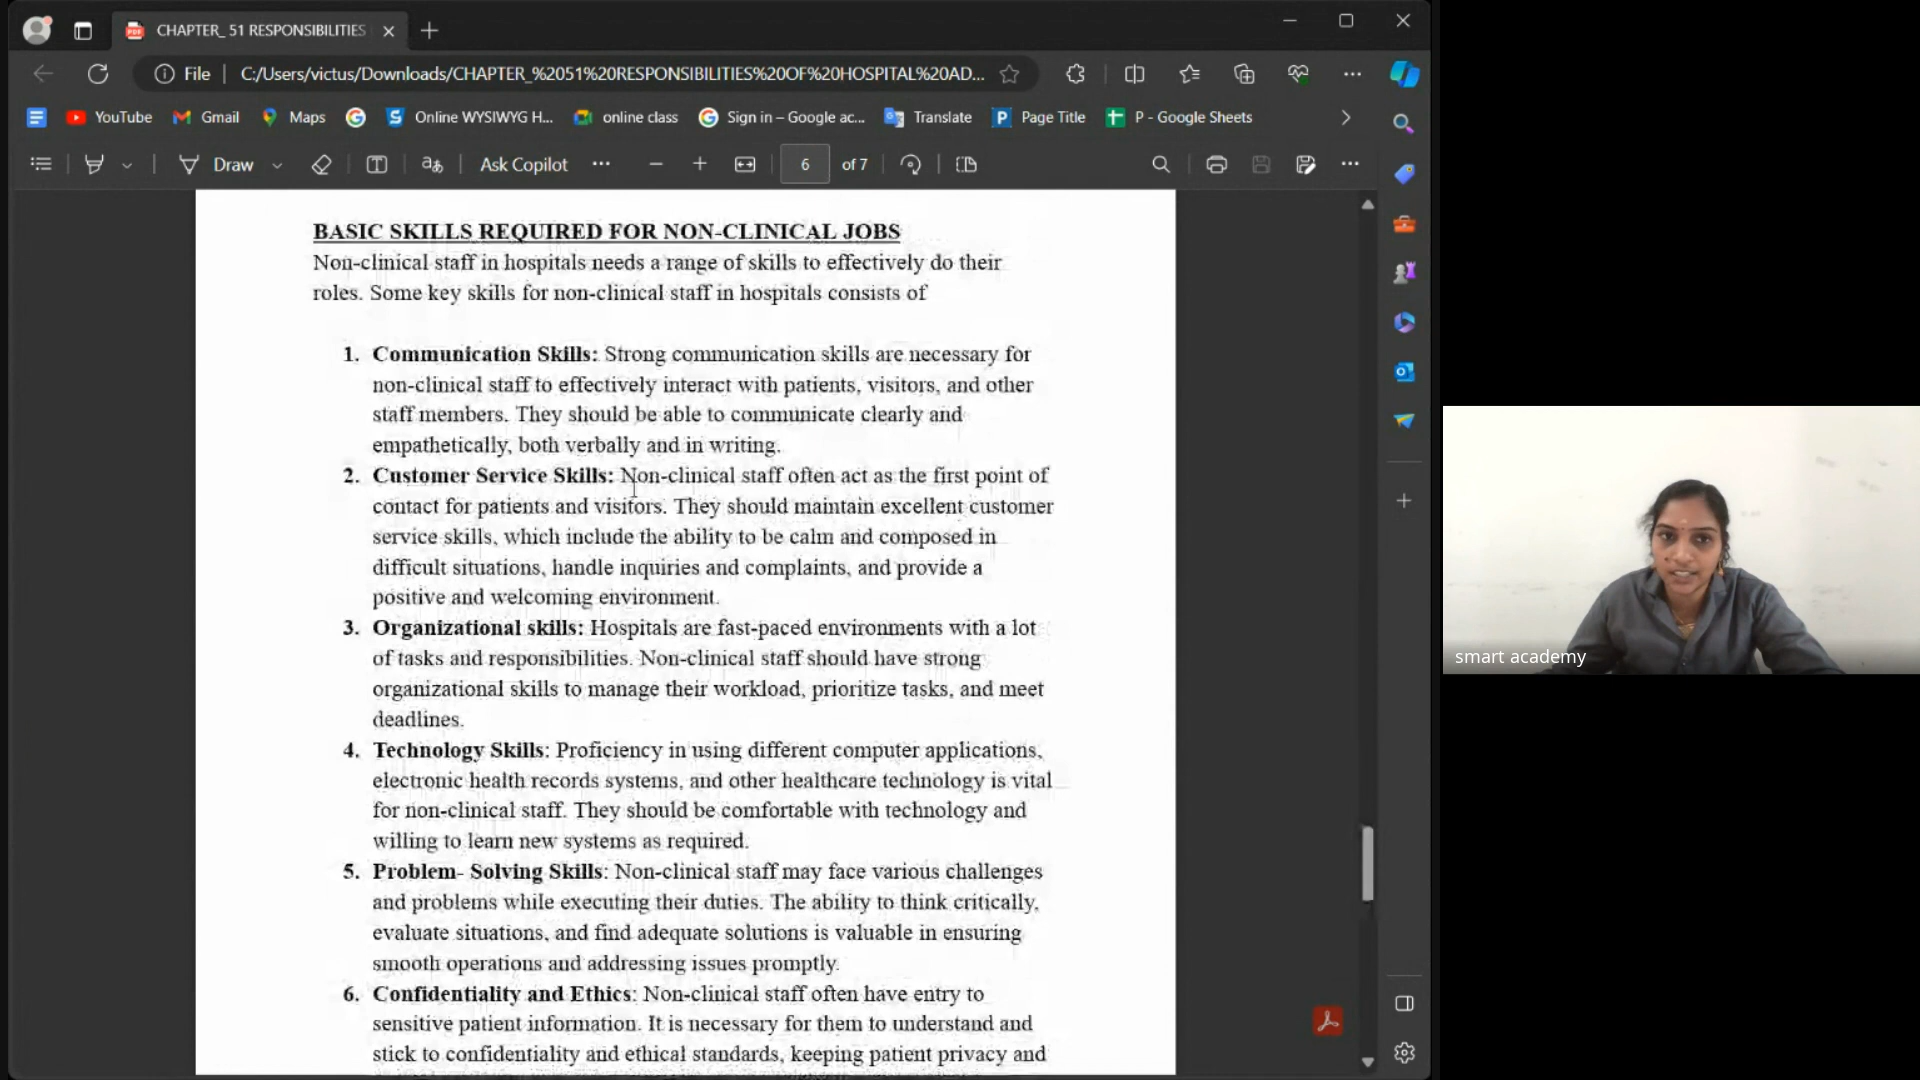 CHAPTER_ 51 RESPONSIBILITIES
File
C:/Users/victus/Downloads/CHAPTER_%2051%20RESPONSIBILITIES%20OF%20HOSPITAL%20AD...
YouTube Gmail Maps Online WYSIWYG H... online class Sign in – Google ac... Translate Page Title P - Google Sheets
Draw Ask Copilot 6 of 7
BASIC SKILLS REQUIRED FOR NON-CLINICAL JOBS
Non-clinical staff in hospitals needs a range of skills to effectively do their
roles. Some key skills for non-clinical staff in hospitals consists of
1. Communication Skills: Strong communication skills are necessary for
non-clinical staff to effectively interact with patients, visitors, and other
staff members. They should be able to communicate clearly and
empathetically, both verbally and in writing.
2. Customer Service Skills: Non-clinical staff often act as the first point of
contact for patients and visitors. They should maintain excellent customer
service skills, which include the ability to be calm and composed in
difficult situations, handle inquiries and complaints, and provide a
positive and welcoming environment.
3. Organizational skills: Hospitals are fast-paced environments with a lot
of tasks and responsibilities. Non-clinical staff should have strong
organizational skills to manage their workload, prioritize tasks, and meet
deadlines.
4. Technology Skills: Proficiency in using different computer applications,
electronic health records systems, and other healthcare technology is vital
for non-clinical staff. They should be comfortable with technology and
willing to learn new systems as required.
5. Problem- Solving Skills: Non-clinical staff may face various challenges
and problems while executing their duties. The ability to think critically,
evaluate situations, and find adequate solutions is valuable in ensuring
smooth operations and addressing issues promptly.
6. Confidentiality and Ethics: Non-clinical staff often have entry to
sensitive patient information. It is necessary for them to understand and
stick to confidentiality and ethical standards, keeping patient privacy and
smart academy